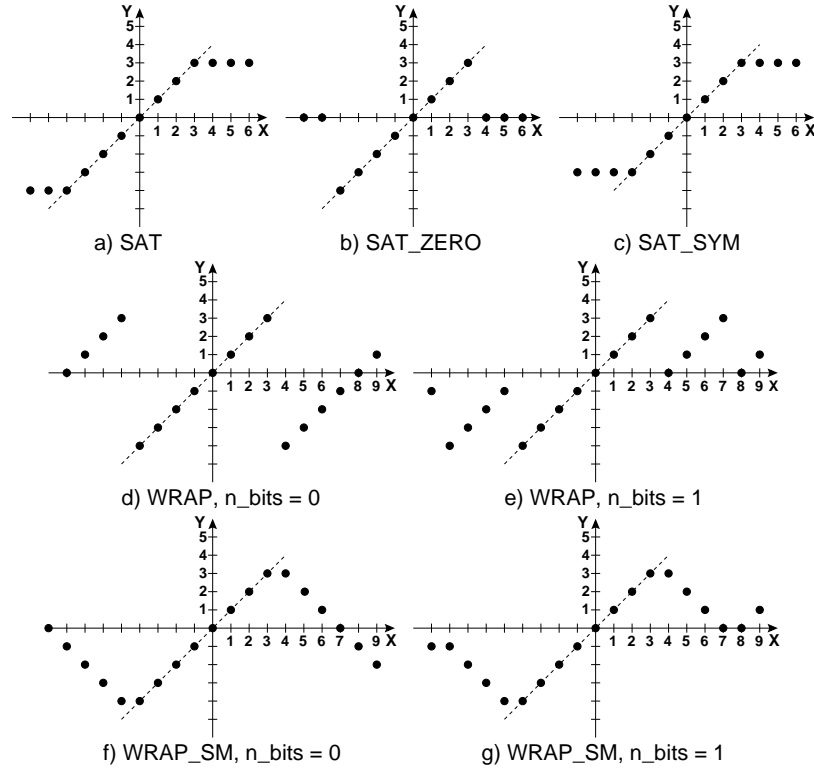 Y
5
4
3
2
1
1 2 3 4 5 6 X
a) SAT
Y
5
4
3
2
1
1 2 3 4 5 6 X
b) SAT_ZERO
Y
5
4
3
2
1
1 2 3 4 5 6 X
c) SAT_SYM
Y
5
4
3
2
1
1 2 3 4 5 6 7 8 9 X
d) WRAP, n_bits = 0
Y
5
4
3
2
1
1 2 3 4 5 6 7 8 9 X
e) WRAP, n_bits = 1
Y
5
4
3
2
1
1 2 3 4 5 6 7 8 9 X
f) WRAP_SM, n_bits = 0
Y
5
4
3
2
1
1 2 3 4 5 6 7 8 9 X
g) WRAP_SM, n_bits = 1